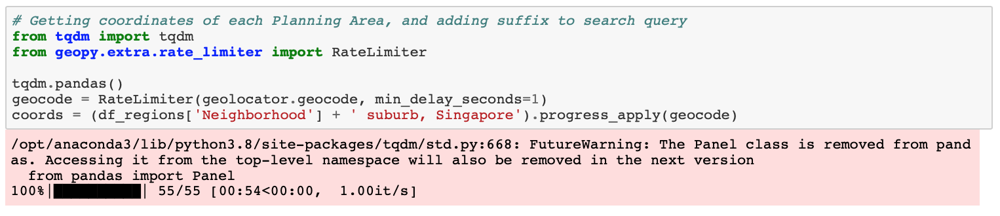 # Getting coordinates of each Planning Area, and adding suffix to search query
from tqdm import tqdm
from geopy.extra.rate_limiter import RateLimiter

tqdm.pandas()
geocode = RateLimiter(geolocator.geocode, min_delay_seconds=1)
coords = (df_regions['Neighborhood'] + ' suburb, Singapore').progress_apply(geocode)
/opt/anaconda3/lib/python3.8/site-packages/tqdm/std.py:668: FutureWarning: The Panel class is removed from pand
as. Accessing it from the top-level namespace will also be removed in the next version
  from pandas import Panel
100%|██████████| 55/55 [00:54<00:00,  1.00it/s]